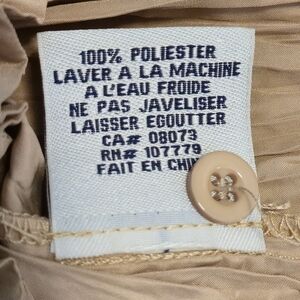 100% POLIESTER
LAVER A LA MACHINE
A L'EAU FROIDE
NE PAS JAVELISER
LAISSER EGOUTTER
CA# 08073
RN# 107779
FAIT EN CHIN